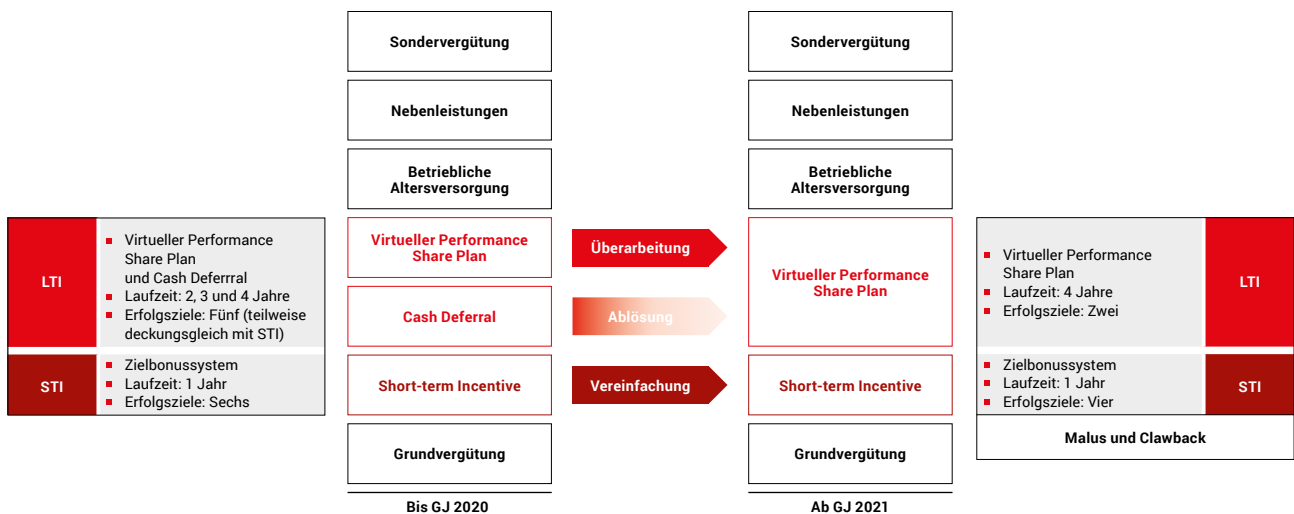 Sondervergütung
Nebenleistungen
Betriebliche
Altersversorgung
LTI
Virtueller Performance
Share Plan
und Cash Deferrral
Laufzeit: 2, 3 und 4 Jahre
Erfolgsziele: Fünf (teilweise
deckungsgleich mit STI)
STI
Zielbonussystem
Laufzeit: 1 Jahr
Erfolgsziele: Sechs
Virtueller Performance
Share Plan
Cash Deferral
Short-term Incentive
Grundvergütung
Bis GJ 2020
Überarbeitung
Ablösung
Vereinfachung
Sondervergütung
Nebenleistungen
Betriebliche
Altersversorgung
Virtueller Performance
Share Plan
Short-term Incentive
Grundvergütung
Ab GJ 2021
Virtueller Performance
Share Plan
Laufzeit: 4 Jahre
Erfolgsziele: Zwei
LTI
Zielbonussystem
Laufzeit: 1 Jahr
Erfolgsziele: Vier
STI
Malus und Clawback